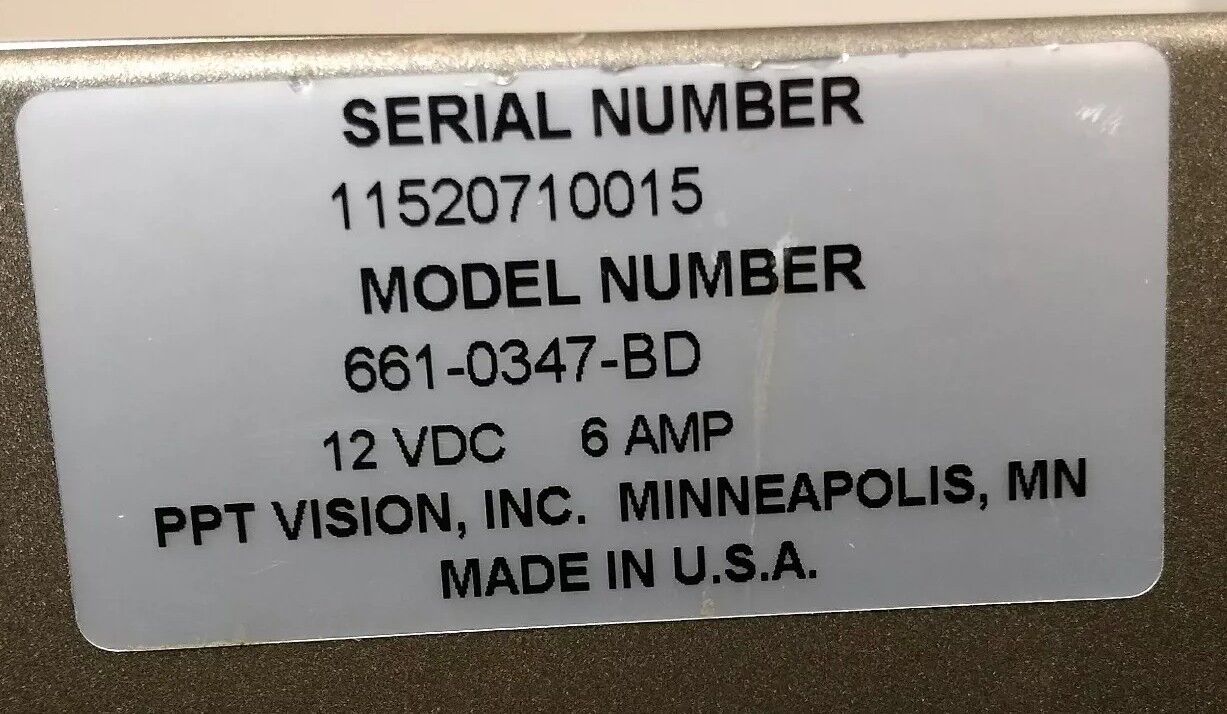 SERIAL NUMBER
11520710015
MODEL NUMBER
661-0347-BD
12 VDC 6 AMP
PPT VISION, INC. MINNEAPOLIS, MN
MADE IN U.S.A.